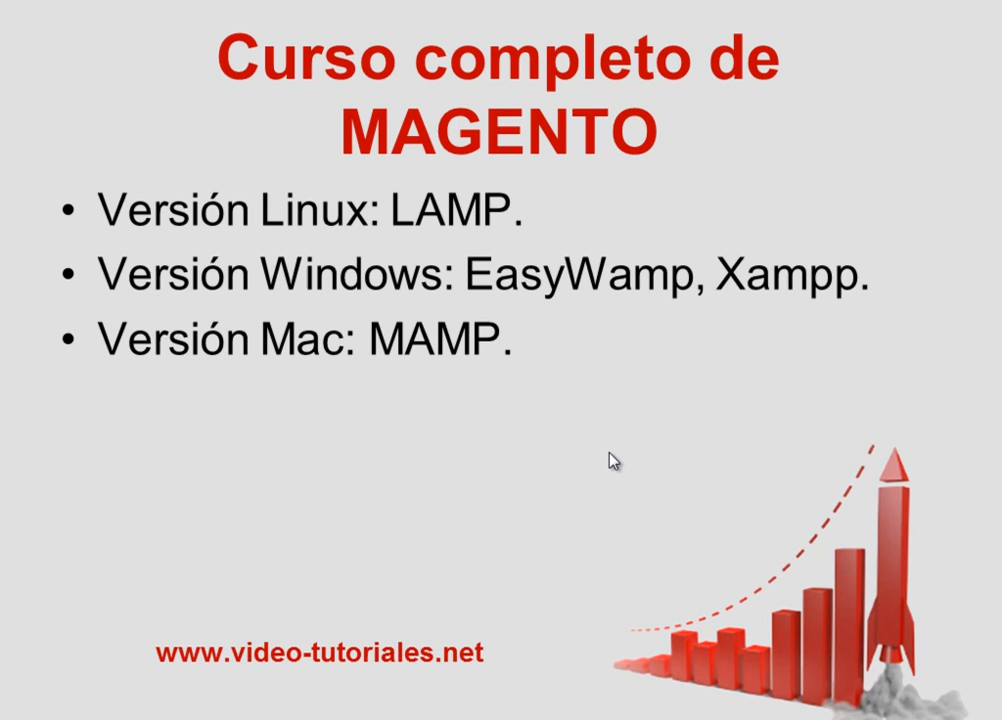 Curso completo de
MAGENTO
• Versión Linux: LAMP.
• Versión Windows: EasyWamp, Xampp.
• Versión Mac: MAMP.
www.video-tutoriales.net